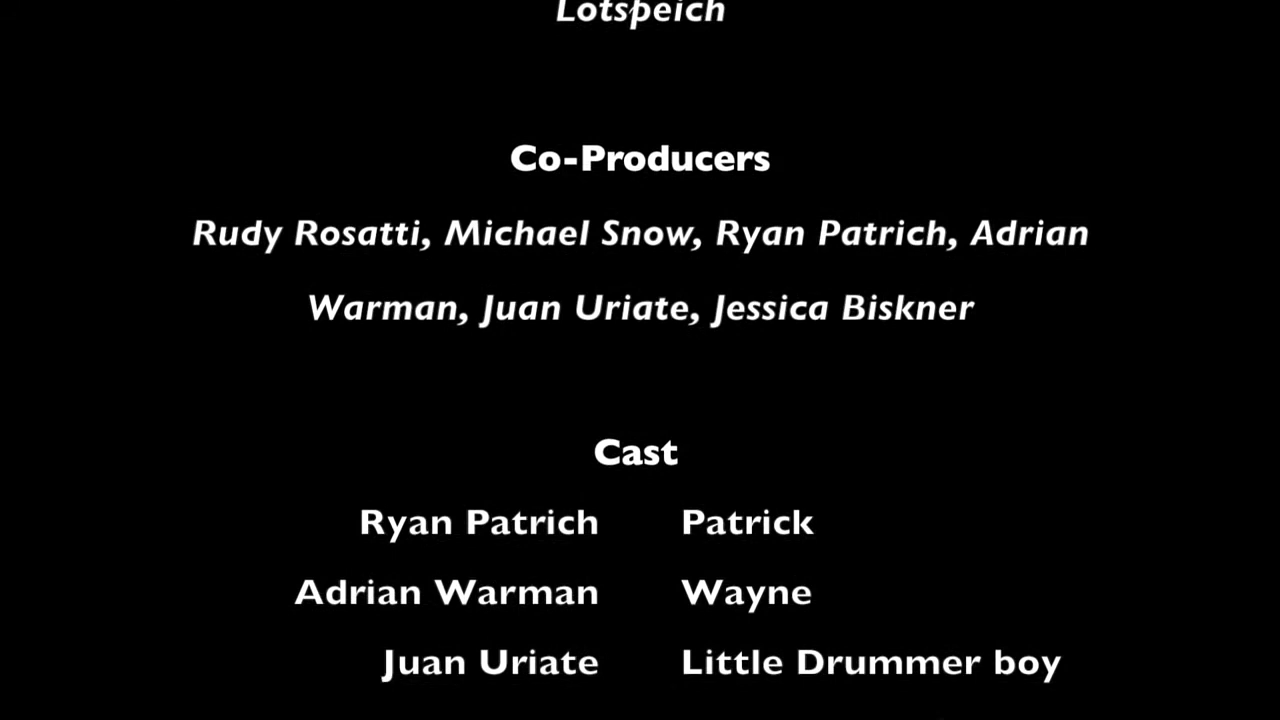 Lotspeich
Co-Producers
Rudy Rosatti, Michael Snow, Ryan Patrich, Adrian
Warman, Juan Uriate, Jessica Biskner
Cast
Ryan Patrich Patrick
Adrian Warman Wayne
Juan Uriate Little Drummer boy